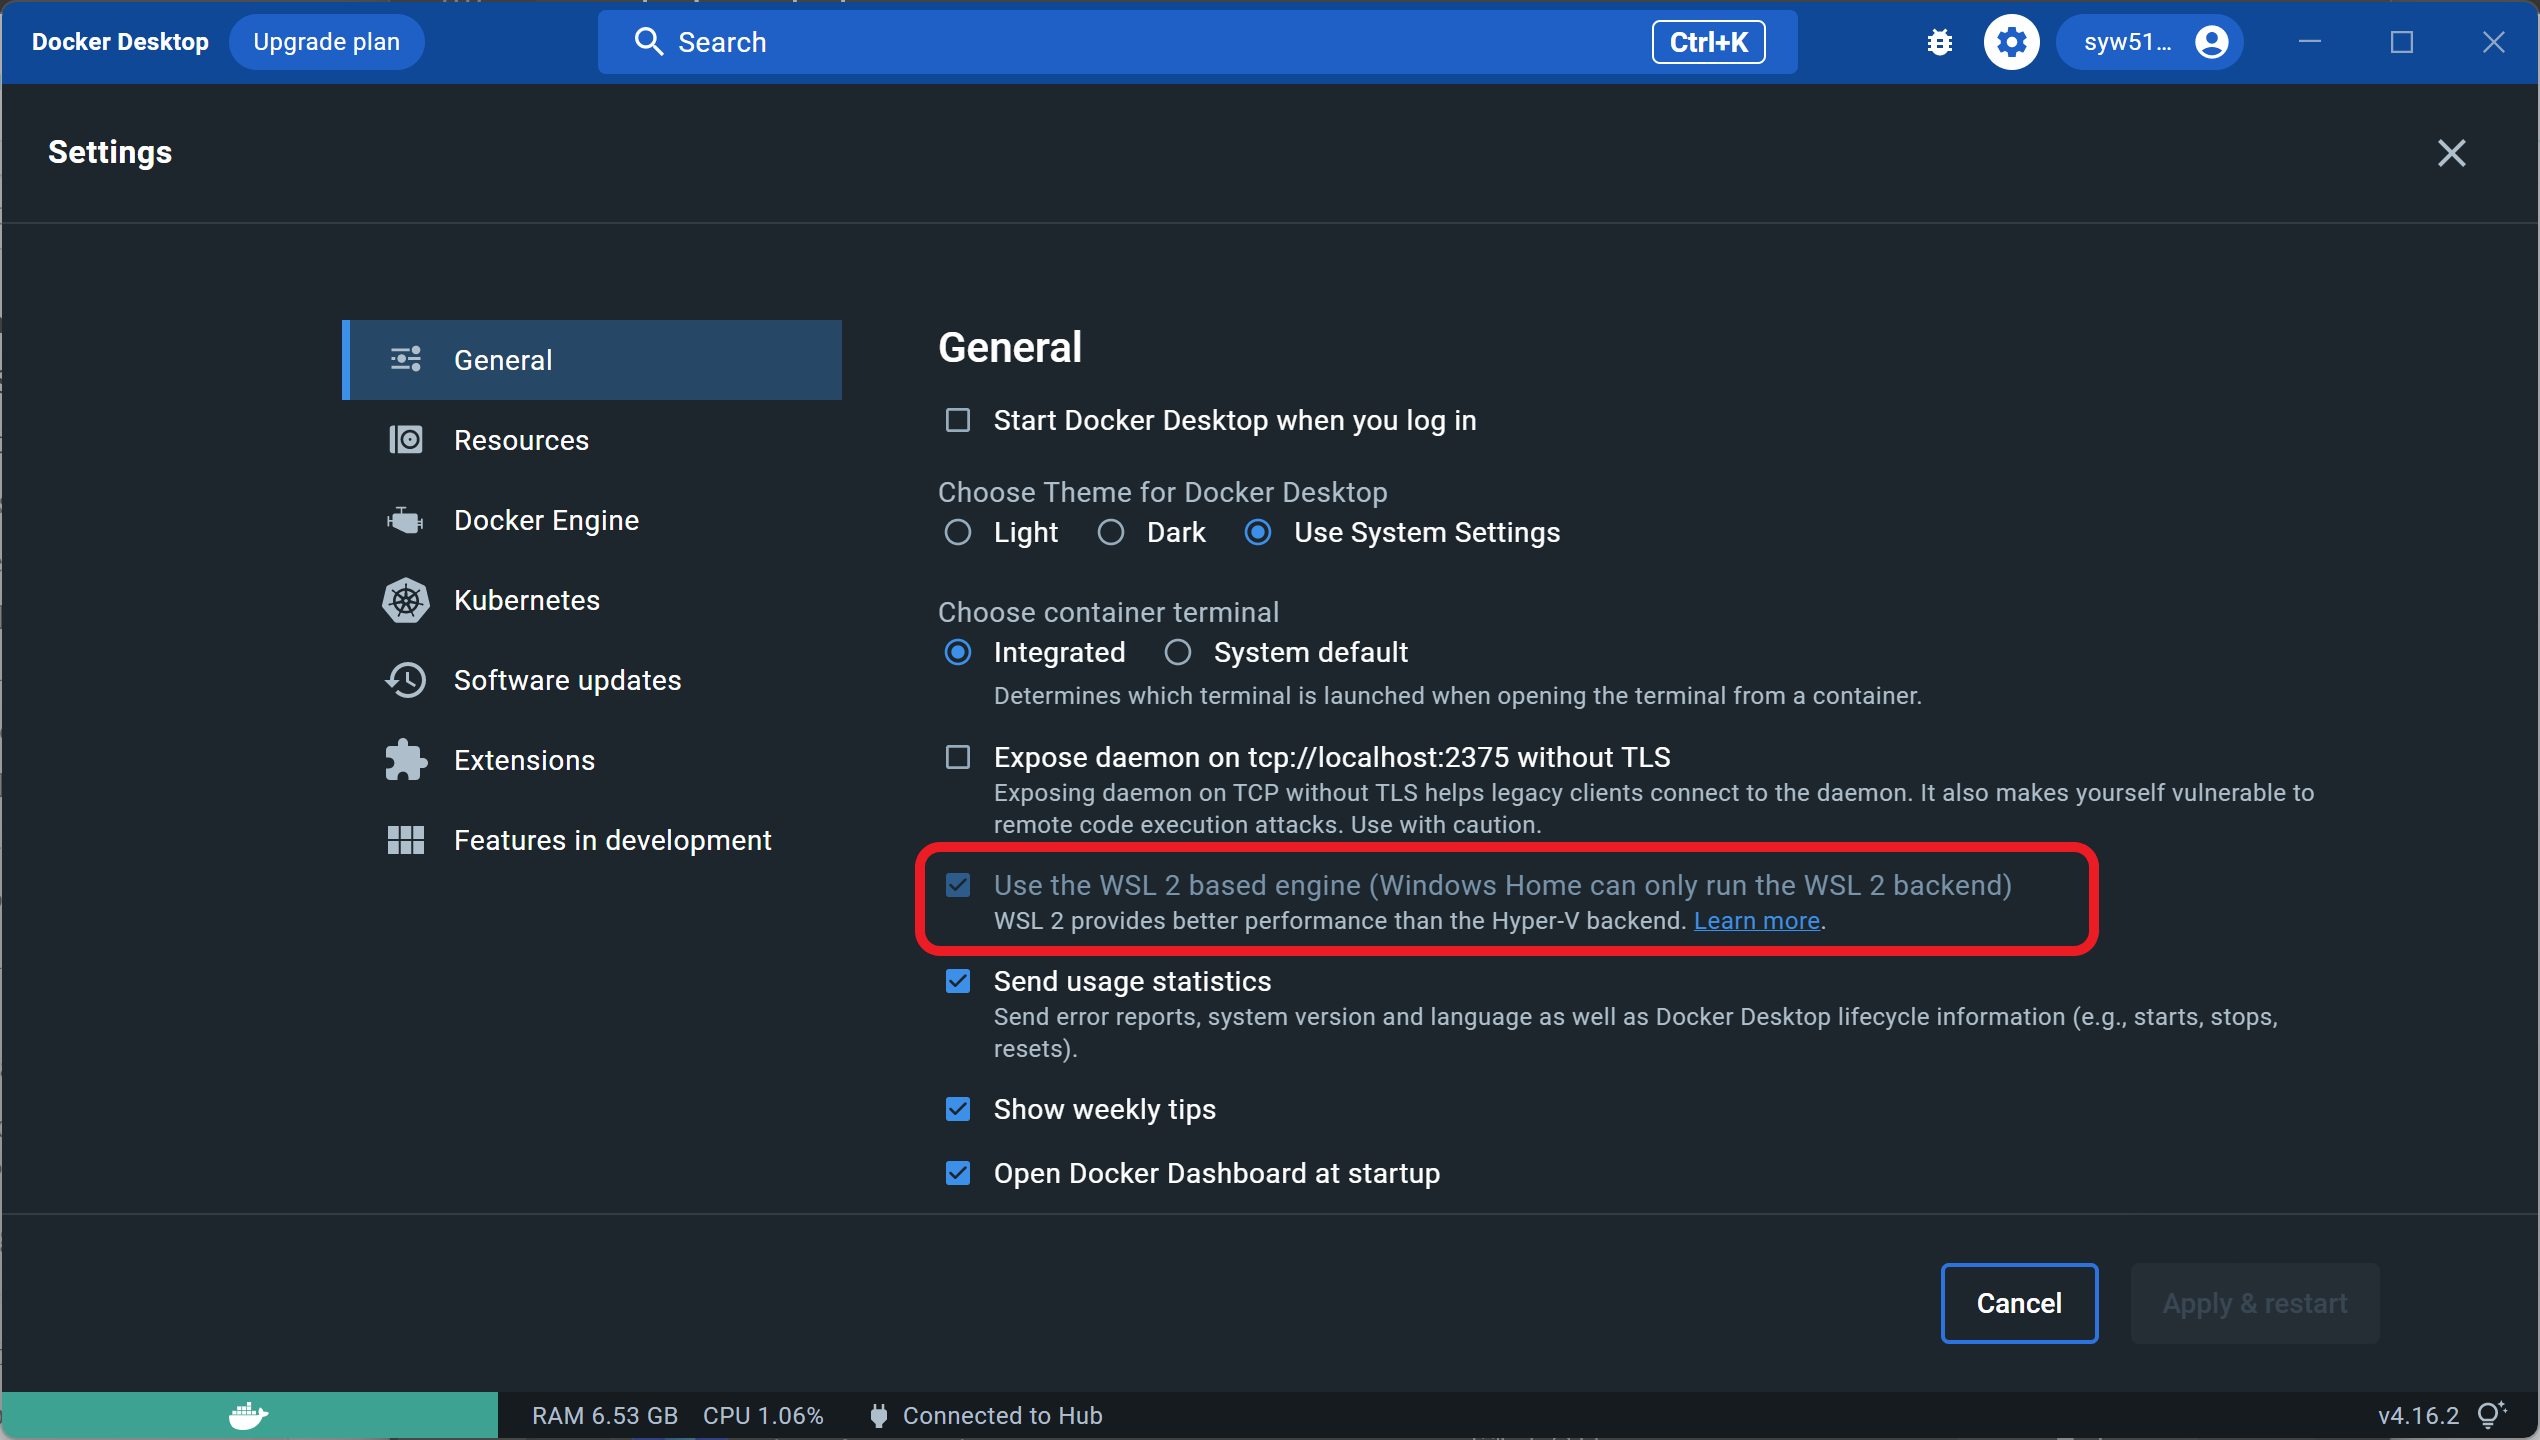 Docker Desktop
Upgrade plan
Search
Ctrl+K
syw51...
Settings
General
Resources
Docker Engine
Kubernetes
Software updates
Extensions
Features in development
General
Start Docker Desktop when you log in
Choose Theme for Docker Desktop
Light Dark Use System Settings
Choose container terminal
Integrated System default
Determines which terminal is launched when opening the terminal from a container.
Expose daemon on tcp://localhost:2375 without TLS
Exposing daemon on TCP without TLS helps legacy clients connect to the daemon. It also makes yourself vulnerable to
remote code execution attacks. Use with caution.
Use the WSL 2 based engine (Windows Home can only run the WSL 2 backend)
WSL 2 provides better performance than the Hyper-V backend. Learn more.
Send usage statistics
Send error reports, system version and language as well as Docker Desktop lifecycle information (e.g., starts, stops,
resets).
Show weekly tips
Open Docker Dashboard at startup
Cancel
Apply & restart
RAM 6.53 GB CPU 1.06% Connected to Hub
v4.16.2